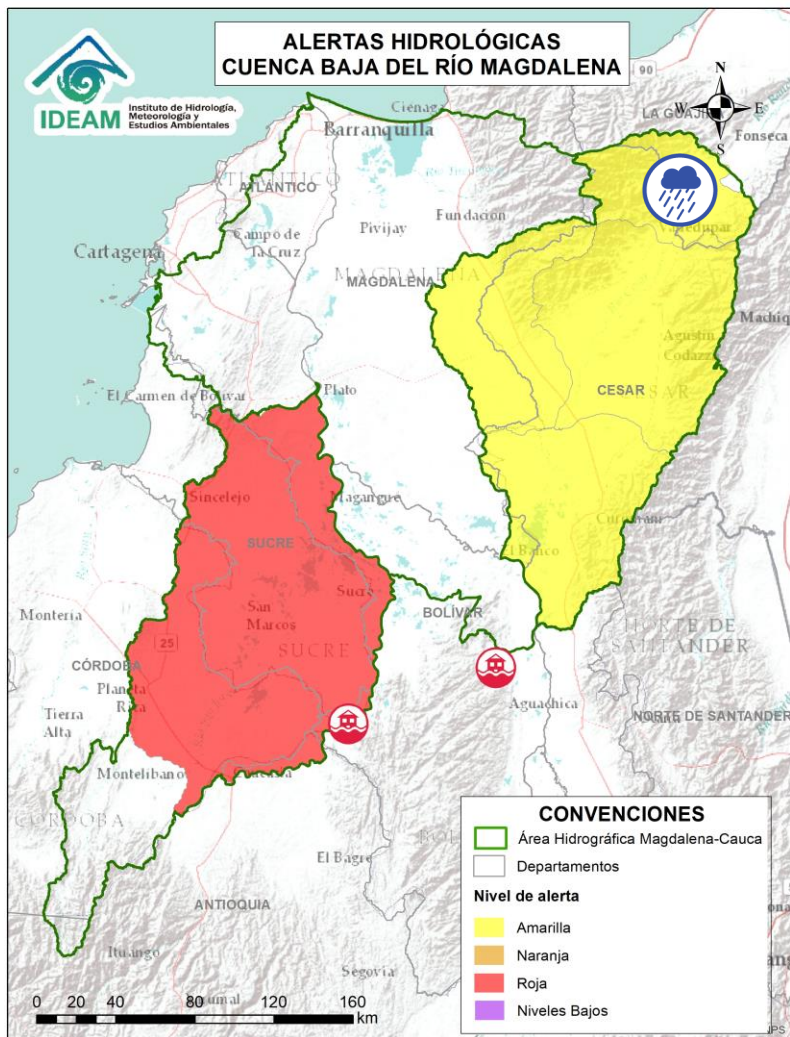 ALERTAS HIDROLÓGICAS
CUENCA BAJA DEL RÍO MAGDALENA
IDEAM
Instituto de Hidrología,
Meteorología y
Estudios Ambientales
N
W
E
S
90
LA GUAJIRA
Fonseca
Ciénaga
Barranquilla
ATLÁNTICO
Campo de
La Cruz
Pivijay
Fundación
Valledupar
Cartagena
MAGDALENA
MAGDALENA
Machiq
Agustín
Codazzi
CESAR
El Carmen de Bolívar
Plato
Sincelejo
Magangue
SUCRE
El Banco
Sucre
BOLÍVAR
San
Marcos
SUCRE
Montería
25
CÓRDOBA
Planeta
Rica
Tierra
Alta
NORTE DE
SANTANDER
Aguachica
NORTE DE SANTANDER
Montelibano
CÓRDOBA
El Bagre
ANTIOQUIA
Ituango
Segovia
0 20 40 80 120 160
km
CONVENCIONES
Área Hidrográfica Magdalena-Cauca
Departamentos
Nivel de alerta
Amarilla
Naranja
Roja
Niveles Bajos